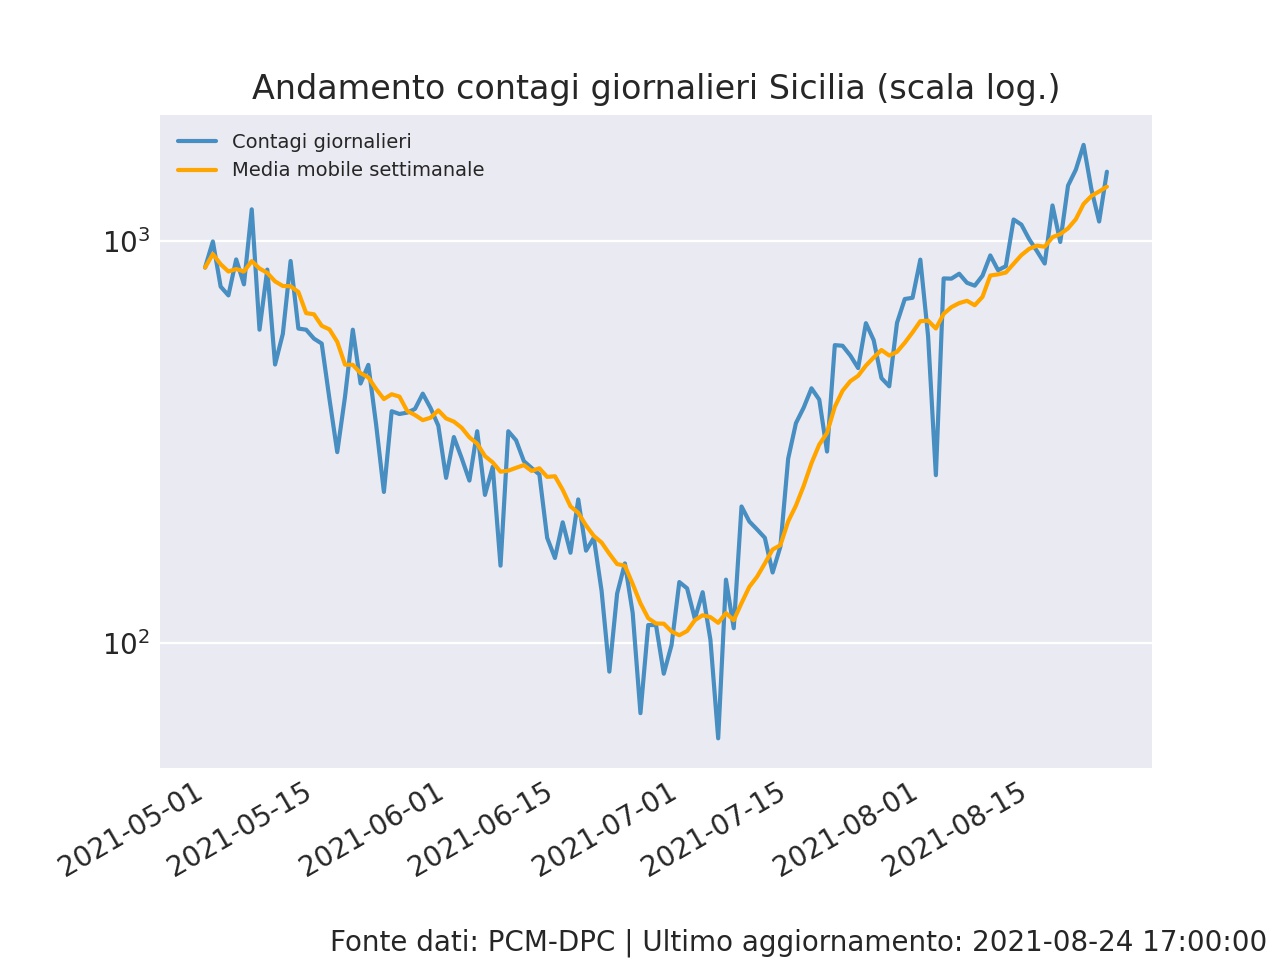 Andamento contagi giornalieri Sicilia (scala log.)
Contagi giornalieri
Media mobile settimanale
10³
10²
2021-05-01
2021-05-15
2021-06-01
2021-06-15
2021-07-01
2021-07-15
2021-08-01
2021-08-15
Fonte dati: PCM-DPC | Ultimo aggiornamento: 2021-08-24 17:00:00